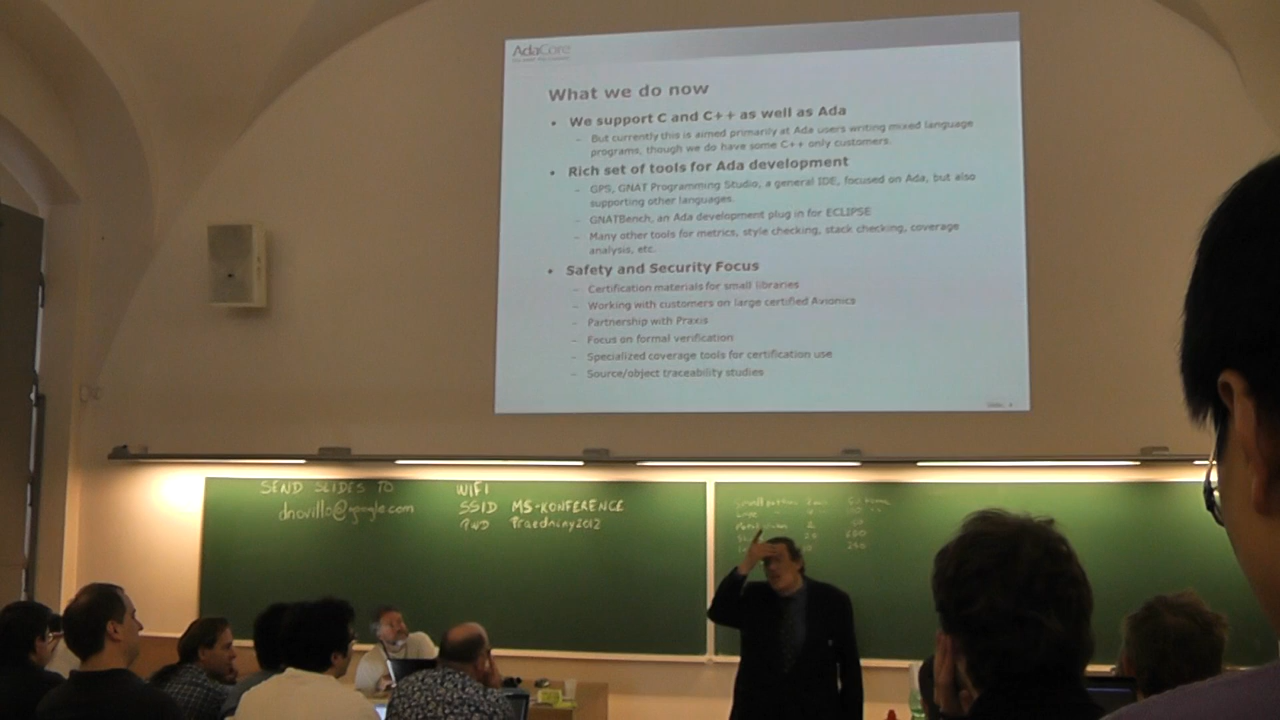 AdaCore
What we do now
• We support C and C++ as well as Ada
– But currently this is aimed primarily at Ada users writing mixed language
programs, though we do have some C++ only customers.
• Rich set of tools for Ada development
– GPS, GNAT Programming Studio, a general IDE, focused on Ada, but also
supporting other languages.
– GNATBench, an Ada development plug in for ECLIPSE
– Many other tools for metrics, style checking, stack checking, coverage
analysis, etc.
• Safety and Security Focus
– Certification materials for small libraries
– Working with customers on large certified Avionics
– Partnership with Praxis
– Focus on formal verification
– Specialized coverage tools for certification use
– Source/object traceability studies
SEND SLIDES TO
dnovillo@google.com
WIFI
SSID MS-KONFERENCE
PWD Praedniny2012